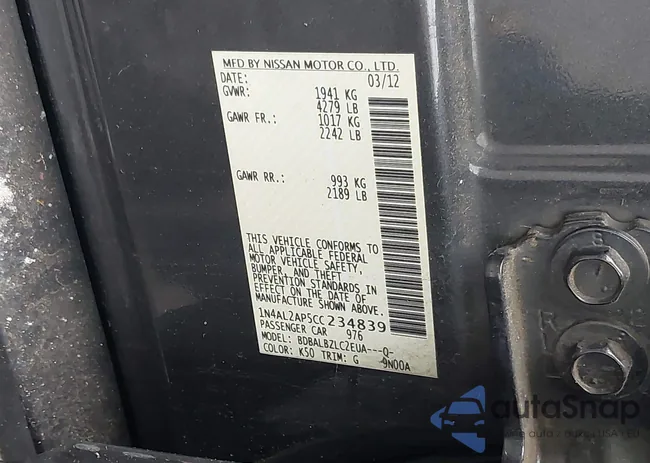 MFD BY NISSAN MOTOR CO., LTD.
DATE: 03/12
GVWR: 1941 KG
4279 LB
GAWR FR.: 1017 KG
2242 LB
GAWR RR.: 993 KG
2189 LB
THIS VEHICLE CONFORMS TO
ALL APPLICABLE FEDERAL
MOTOR VEHICLE SAFETY,
BUMPER, AND THEFT
PREVENTION STANDARDS IN
EFFECT ON THE DATE OF
MANUFACTURE SHOWN ABOVE.
1N4AL2AP5CC234839
PASSENGER CAR 976
MODEL: BDBALBZLC2EUA---Q-
COLOR: K50 TRIM: G 9N00A
autoSnap